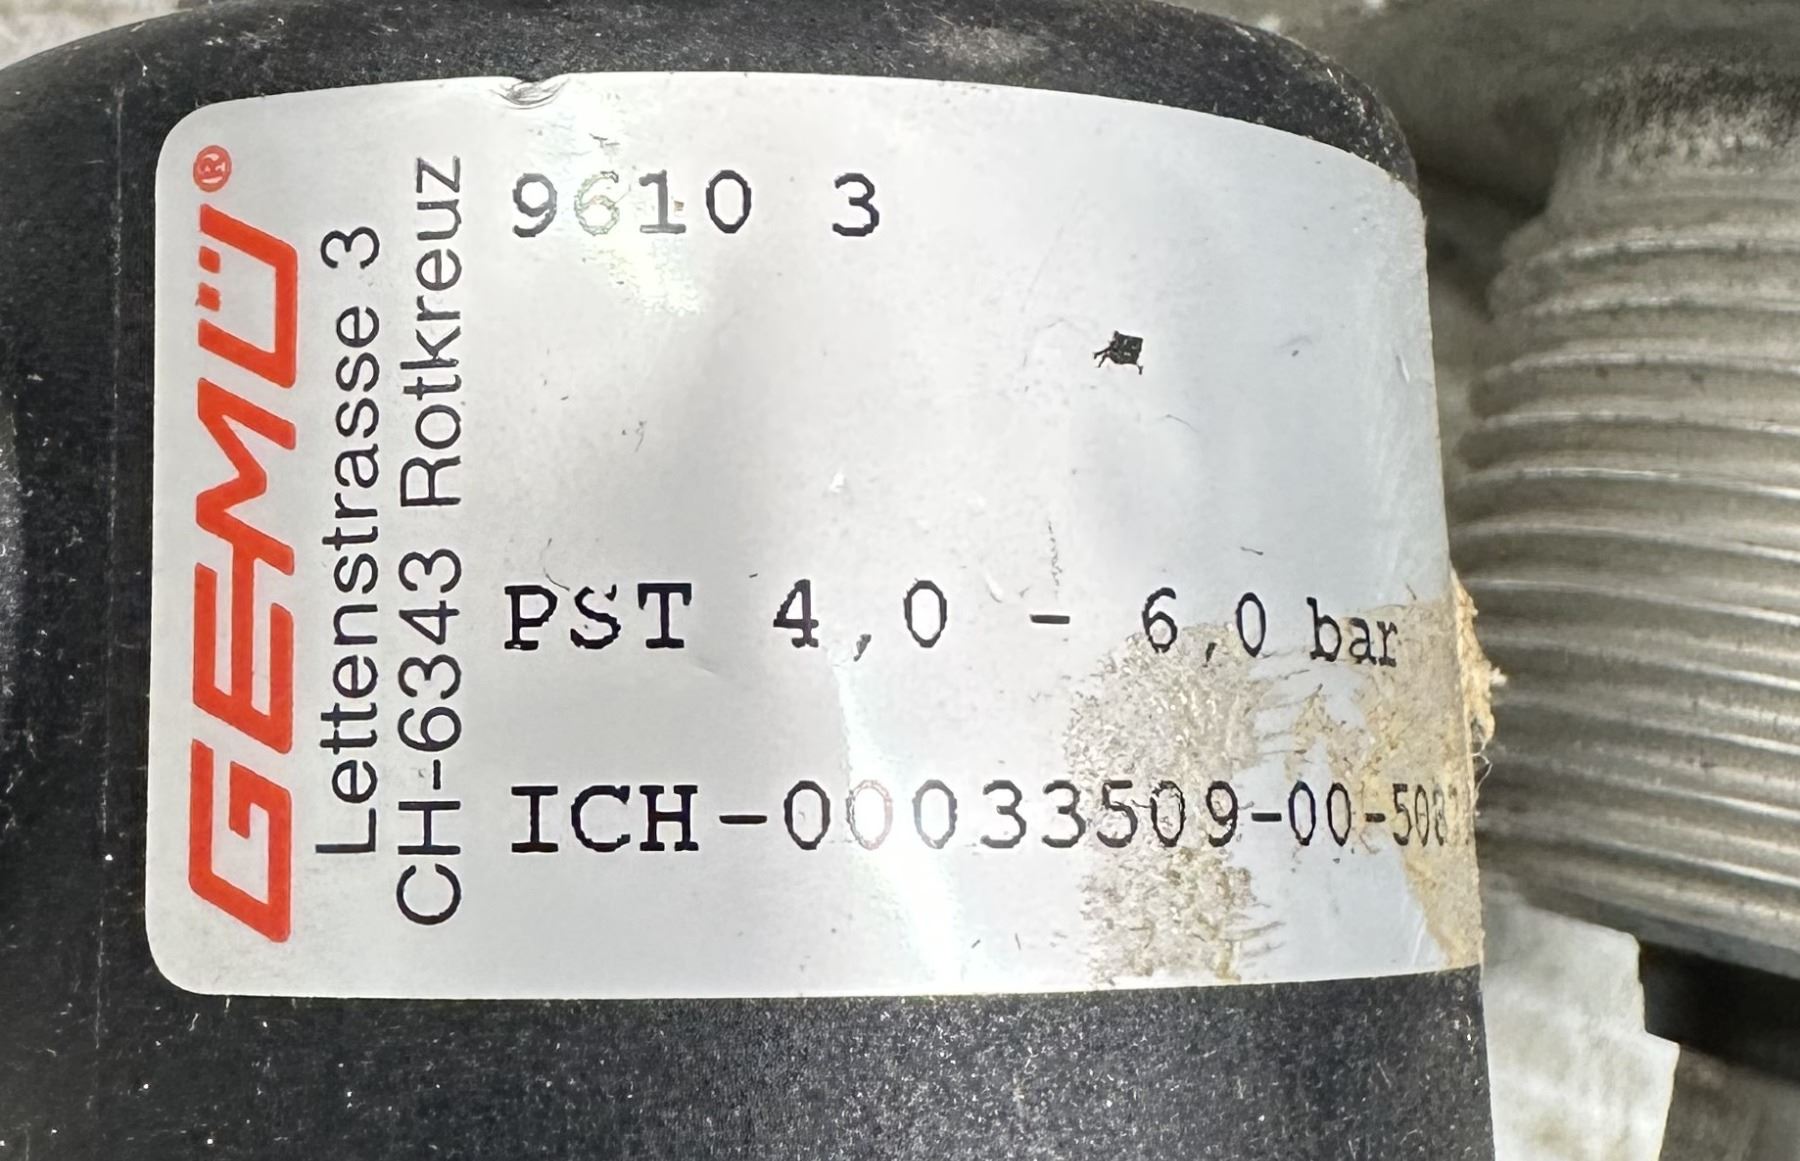 GEMÜ®
Lettenstrasse 3
CH-6343 Rotkreuz
9610 3
PST 4,0 - 6,0 bar
ICH-00033509-00-